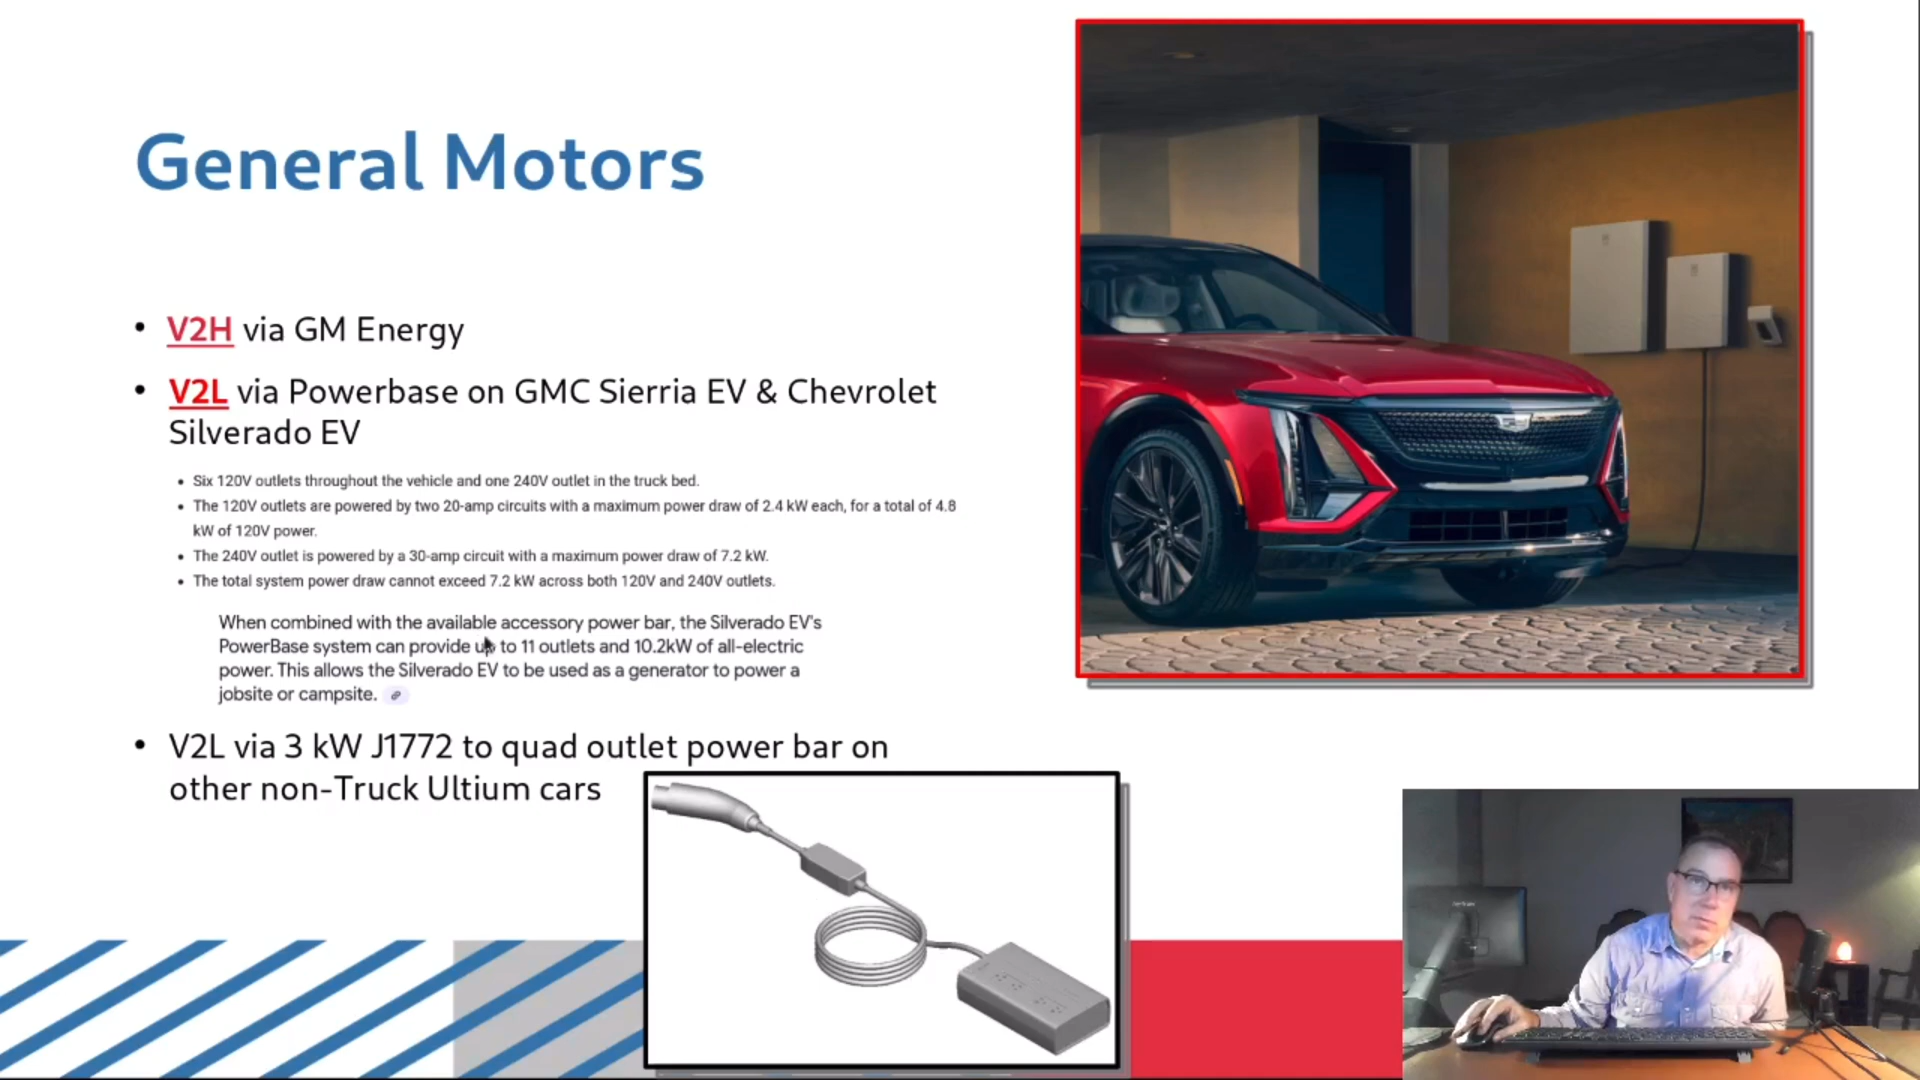 General Motors
• V2H via GM Energy
• V2L via Powerbase on GMC Sierria EV & Chevrolet
Silverado EV
• Six 120V outlets throughout the vehicle and one 240V outlet in the truck bed.
• The 120V outlets are powered by two 20-amp circuits with a maximum power draw of 2.4 kW each, for a total of 4.8
kW of 120V power.
• The 240V outlet is powered by a 30-amp circuit with a maximum power draw of 7.2 kW.
• The total system power draw cannot exceed 7.2 kW across both 120V and 240V outlets.
When combined with the available accessory power bar, the Silverado EV's
PowerBase system can provide up to 11 outlets and 10.2kW of all-electric
power. This allows the Silverado EV to be used as a generator to power a
jobsite or campsite.
• V2L via 3 kW J1772 to quad outlet power bar on
other non-Truck Ultium cars